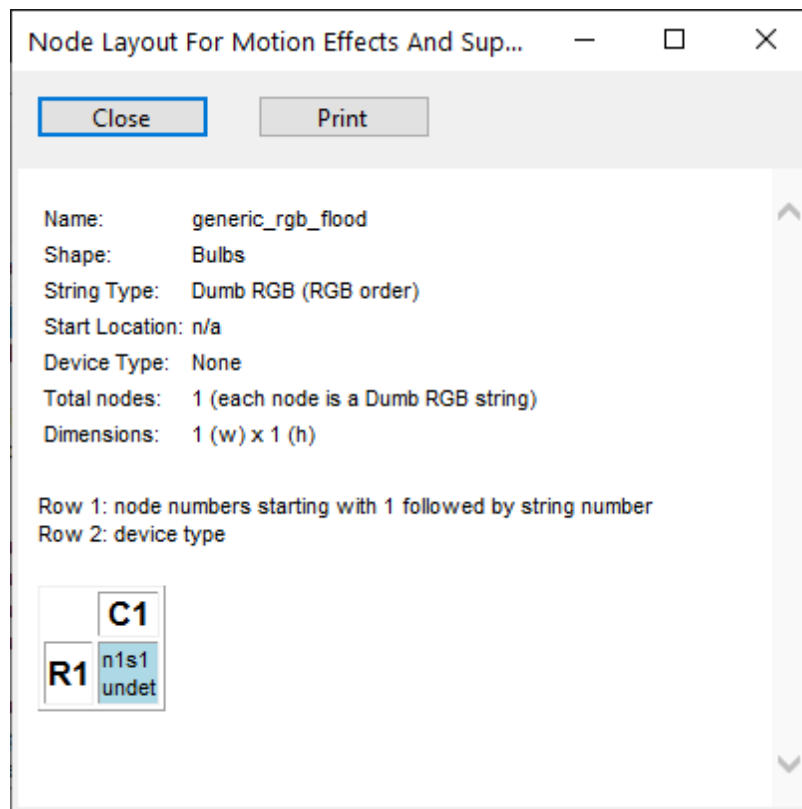 Node Layout For Motion Effects And Sup...
Close Print
Name: generic_rgb_flood
Shape: Bulbs
String Type: Dumb RGB (RGB order)
Start Location: n/a
Device Type: None
Total nodes: 1 (each node is a Dumb RGB string)
Dimensions: 1 (w) x 1 (h)
Row 1: node numbers starting with 1 followed by string number
Row 2: device type
C1
R1 n1s1
undet